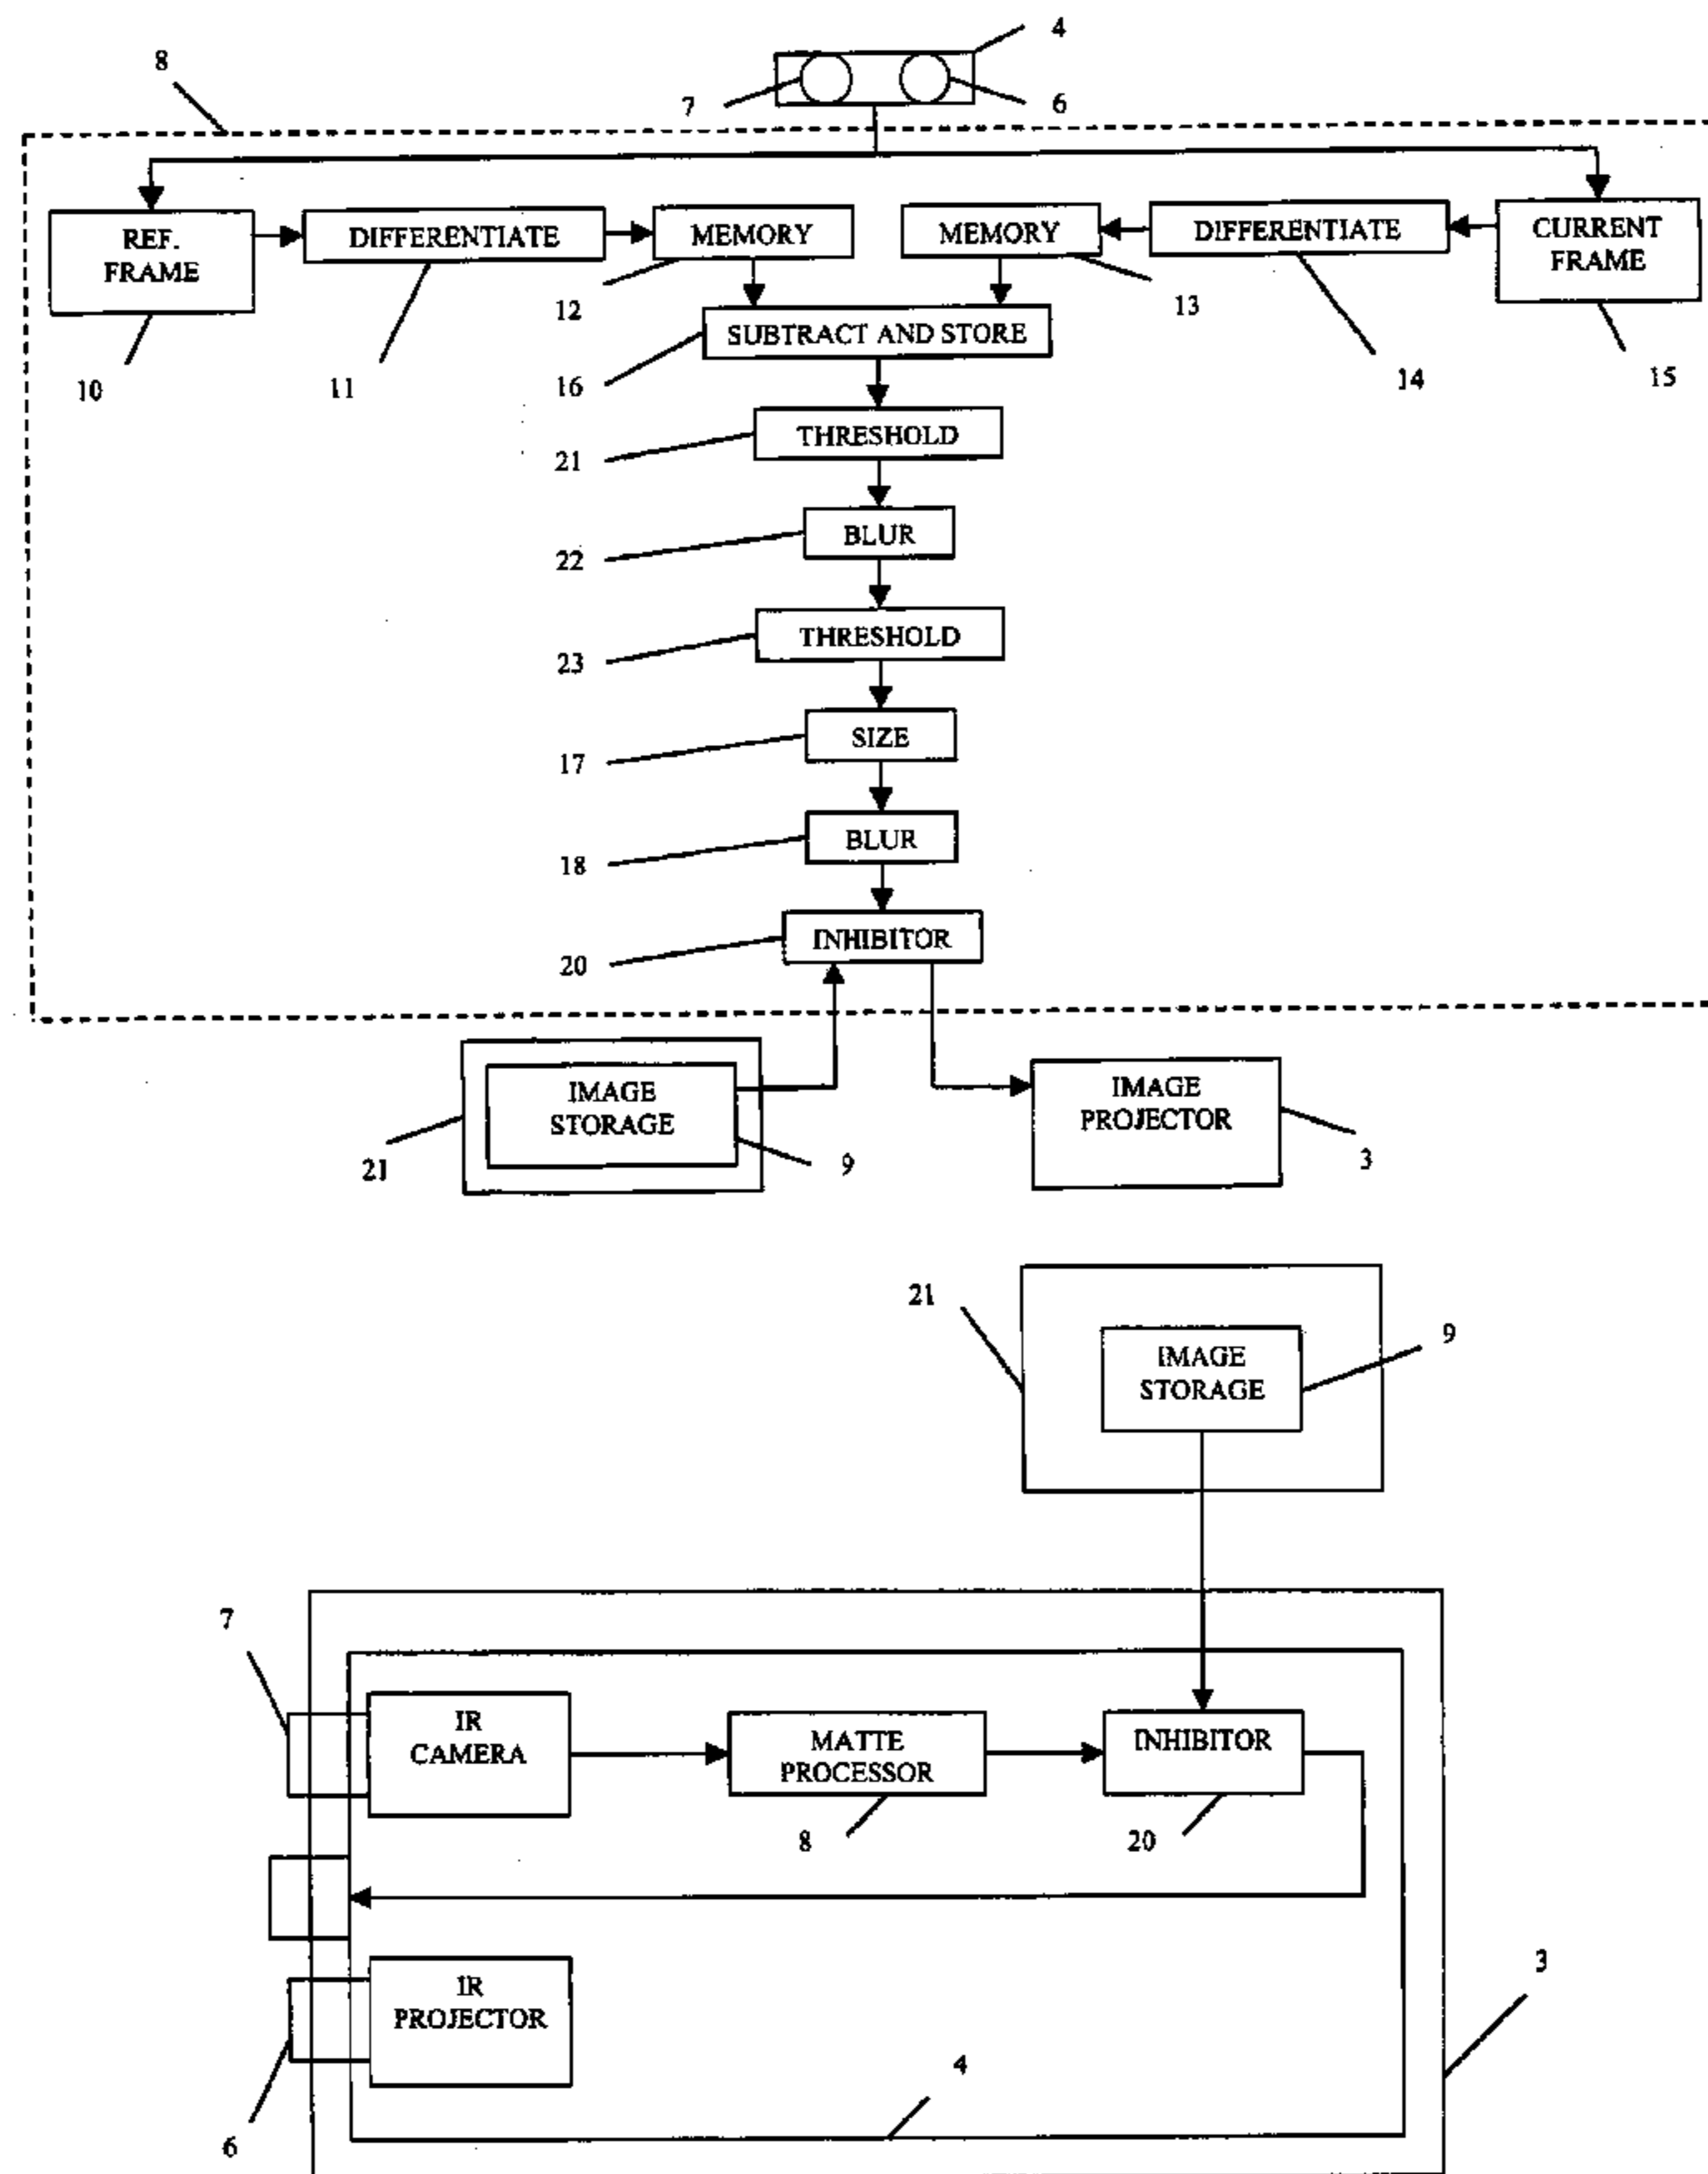 4
8
7
6
REF.
FRAME
DIFFERENTIATE
MEMORY
MEMORY
DIFFERENTIATE
CURRENT
FRAME
12
13
SUBTRACT AND STORE
10
11
16
14
15
THRESHOLD
21
BLUR
22
THRESHOLD
23
SIZE
17
BLUR
18
INHIBITOR
20
IMAGE
STORAGE
IMAGE
PROJECTOR
21
9
3
21
9
IMAGE
STORAGE
7
IR
CAMERA
MATTE
PROCESSOR
INHIBITOR
8
20
IR
PROJECTOR
3
4
6